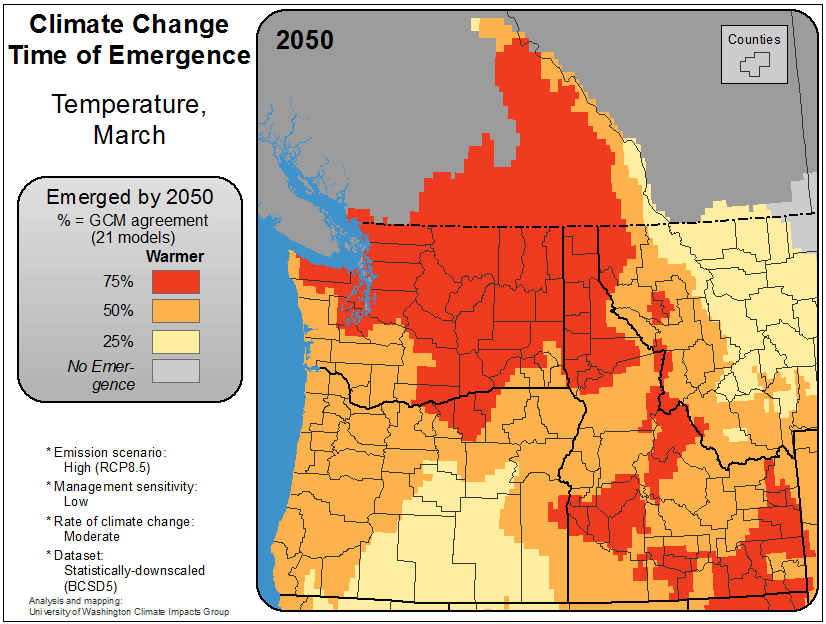 Climate Change
Time of Emergence
Temperature,
March
Emerged by 2050
% = GCM agreement
(21 models)
Warmer
75%
50%
25%
No Emer-
gence
* Emission scenario:
High (RCP8.5)
* Management sensitivity:
Low
* Rate of climate change:
Moderate
* Dataset:
Statistically-downscaled
(BCSD5)
Analysis and mapping:
University of Washington Climate Impacts Group
2050
Counties